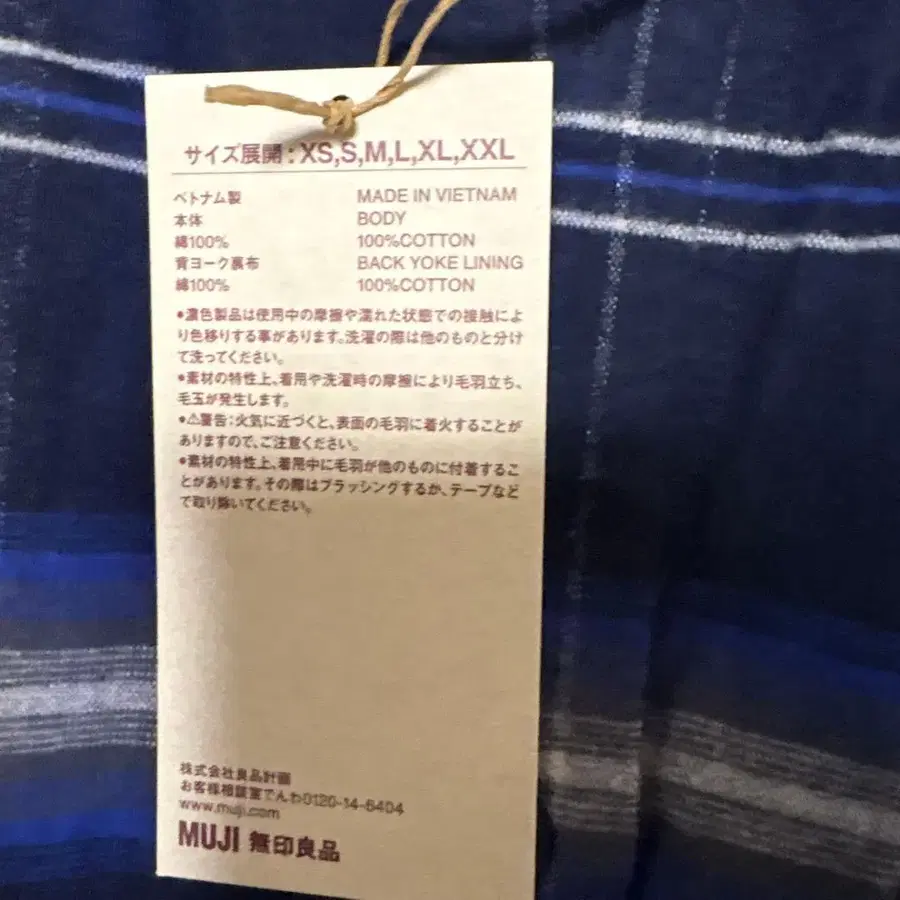 サイズ展開:XS,S,M,L,XL,XXL
ベトナム製 MADE IN VIETNAM
本体 BODY
綿100% 100%COTTON
背ヨーク裏布 BACK YOKE LINING
綿100% 100%COTTON
●濃色製品は使用中の摩擦や濡れた状態での接触によ
り色移りする事があります。洗濯の際は他のものと分け
て洗ってください。
●素材の特性上、着用や洗濯時の摩擦により毛羽立ち、
毛玉が発生します。
●⚠警告:火気に近づくと、表面の毛羽に着火することが
ありますので、ご注意ください。
●素材の特性上、着用中に毛羽が他のものに付着するこ
とがあります。その際はブラッシングするか、テープなど
で取り除いてください。
株式会社良品計画
お客様相談室でんわ0120-14-6404
www.muji.com
MUJI 無印良品